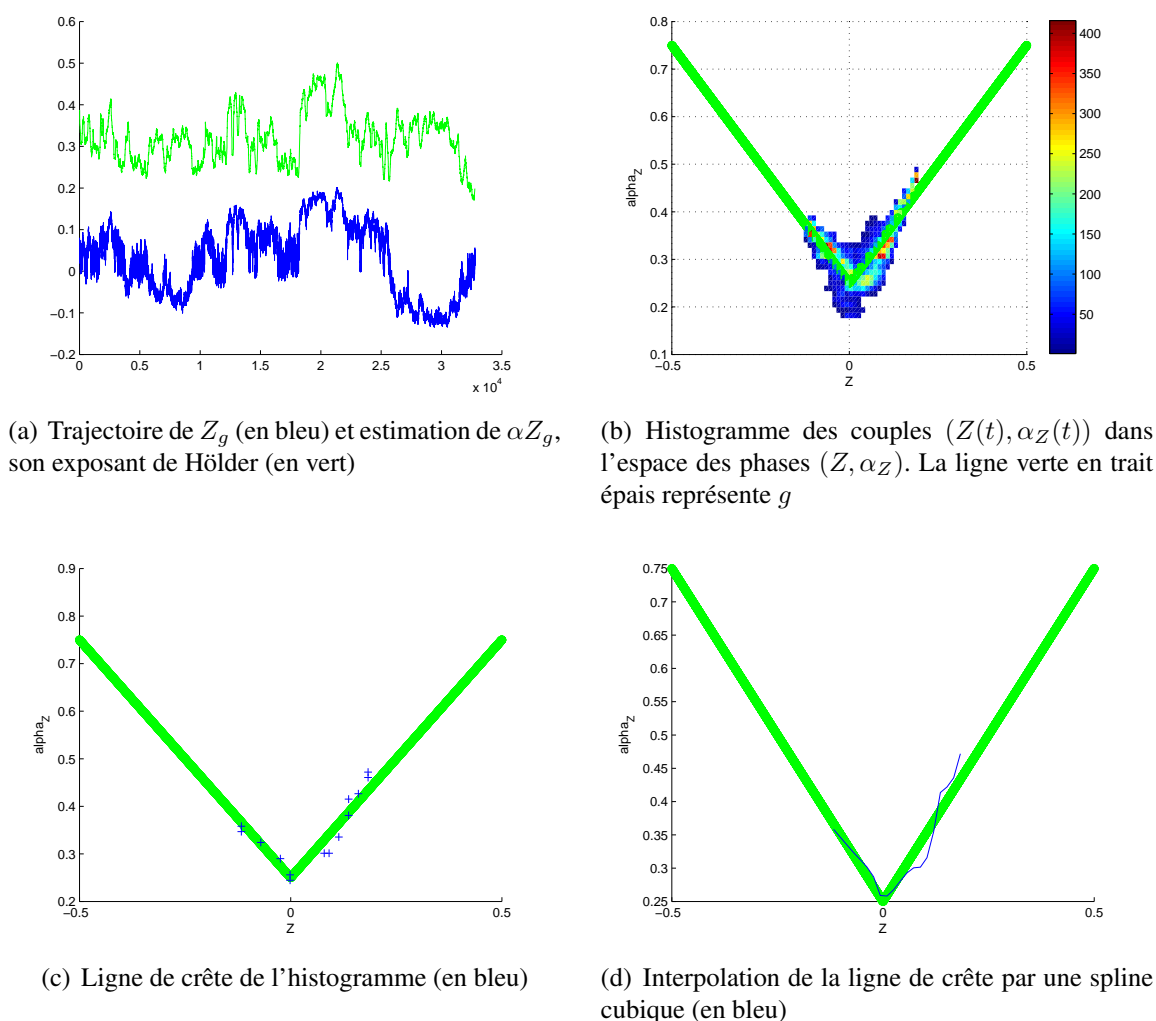 0.6
0.5
0.4
0.3
0.2
0.1
0
−0.1
−0.2
0 0.5 1 1.5 2 2.5 3 3.5
x 10⁴
(a) Trajectoire de Z_g (en bleu) et estimation de αZ_g,
son exposant de Hölder (en vert)
0.8
0.7
0.6
0.5
0.4
0.3
0.2
0.1
alpha_Z
−0.5 0 0.5
Z
400
350
300
250
200
150
100
50
(b) Histogramme des couples (Z(t), α_Z(t)) dans
l'espace des phases (Z, α_Z). La ligne verte en trait
épais représente g
0.9
0.8
0.7
0.6
0.5
0.4
0.3
0.2
alpha_Z
−0.5 0 0.5
Z
(c) Ligne de crête de l'histogramme (en bleu)
0.75
0.7
0.65
0.6
0.55
0.5
0.45
0.4
0.35
0.3
0.25
alpha_Z
−0.5 0 0.5
Z
(d) Interpolation de la ligne de crête par une spline
cubique (en bleu)